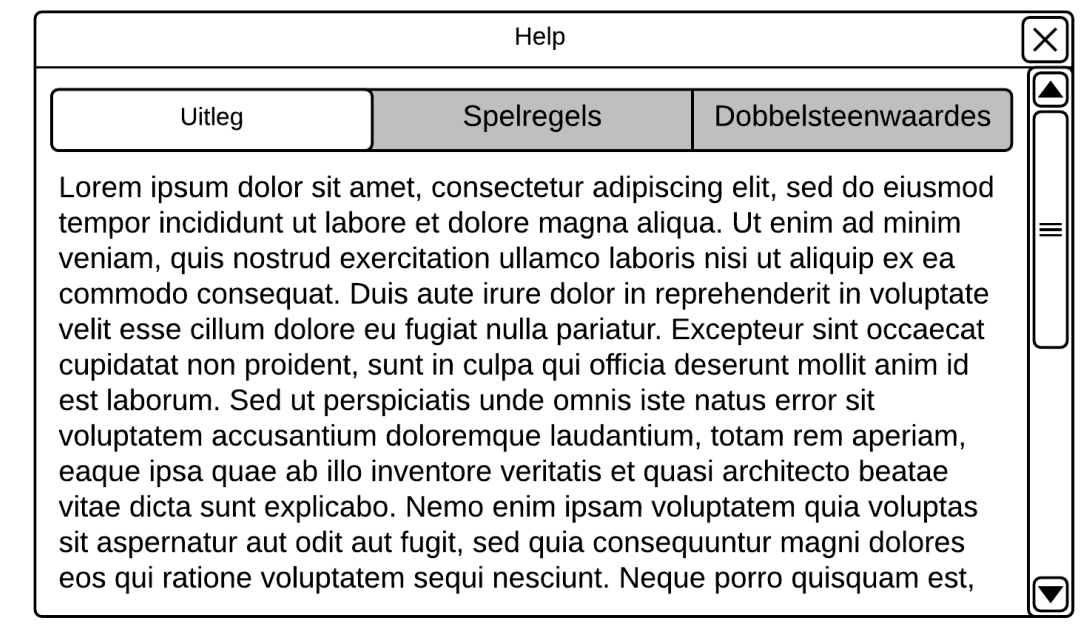 Help
Uitleg
Spelregels
Dobbelsteenwaardes
Lorem ipsum dolor sit amet, consectetur adipiscing elit, sed do eiusmod
tempor incididunt ut labore et dolore magna aliqua. Ut enim ad minim
veniam, quis nostrud exercitation ullamco laboris nisi ut aliquip ex ea
commodo consequat. Duis aute irure dolor in reprehenderit in voluptate
velit esse cillum dolore eu fugiat nulla pariatur. Excepteur sint occaecat
cupidatat non proident, sunt in culpa qui officia deserunt mollit anim id
est laborum. Sed ut perspiciatis unde omnis iste natus error sit
voluptatem accusantium doloremque laudantium, totam rem aperiam,
eaque ipsa quae ab illo inventore veritatis et quasi architecto beatae
vitae dicta sunt explicabo. Nemo enim ipsam voluptatem quia voluptas
sit aspernatur aut odit aut fugit, sed quia consequuntur magni dolores
eos qui ratione voluptatem sequi nesciunt. Neque porro quisquam est,